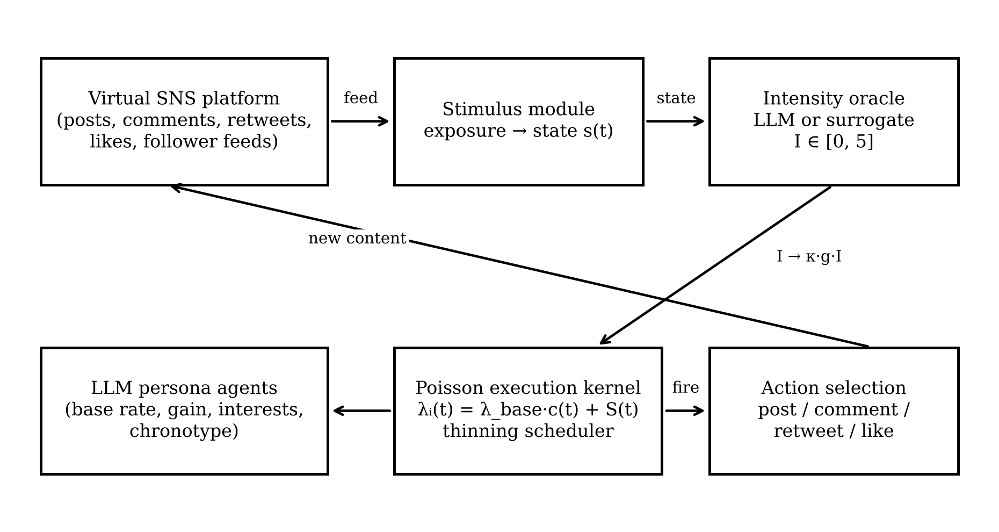 Virtual SNS platform
(posts, comments, retweets,
likes, follower feeds)
feed
Stimulus module
exposure → state s(t)
state
Intensity oracle
LLM or surrogate
I ∈ [0, 5]
new content
I → κ·g·I
LLM persona agents
(base rate, gain, interests,
chronotype)
Poisson execution kernel
λᵢ(t) = λ_base·c(t) + S(t)
thinning scheduler
fire
Action selection
post / comment /
retweet / like